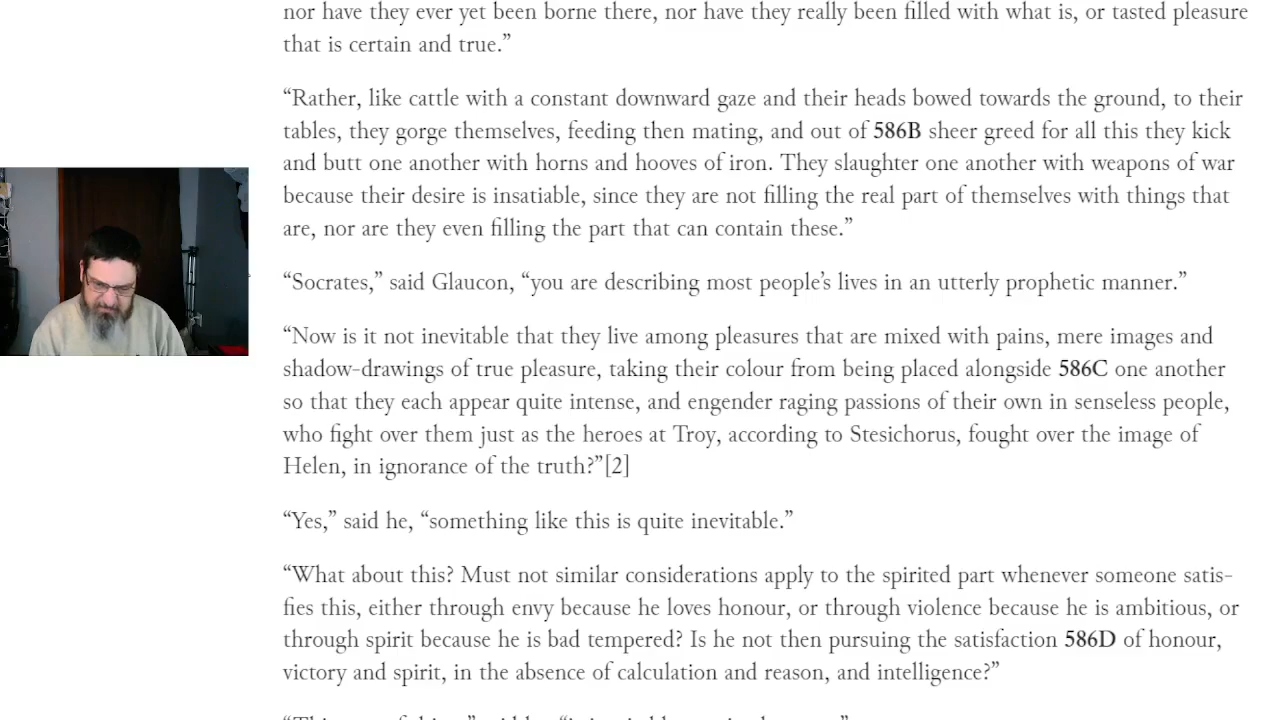 nor have they ever yet been borne there, nor have they really been filled with what is, or tasted pleasure
that is certain and true.”
“Rather, like cattle with a constant downward gaze and their heads bowed towards the ground, to their
tables, they gorge themselves, feeding then mating, and out of 586B sheer greed for all this they kick
and butt one another with horns and hooves of iron. They slaughter one another with weapons of war
because their desire is insatiable, since they are not filling the real part of themselves with things that
are, nor are they even filling the part that can contain these.”
“Socrates,” said Glaucon, “you are describing most people’s lives in an utterly prophetic manner.”
“Now is it not inevitable that they live among pleasures that are mixed with pains, mere images and
shadow-drawings of true pleasure, taking their colour from being placed alongside 586C one another
so that they each appear quite intense, and engender raging passions of their own in senseless people,
who fight over them just as the heroes at Troy, according to Stesichorus, fought over the image of
Helen, in ignorance of the truth?”[2]
“Yes,” said he, “something like this is quite inevitable.”
“What about this? Must not similar considerations apply to the spirited part whenever someone satis-
fies this, either through envy because he loves honour, or through violence because he is ambitious, or
through spirit because he is bad tempered? Is he not then pursuing the satisfaction 586D of honour,
victory and spirit, in the absence of calculation and reason, and intelligence?”